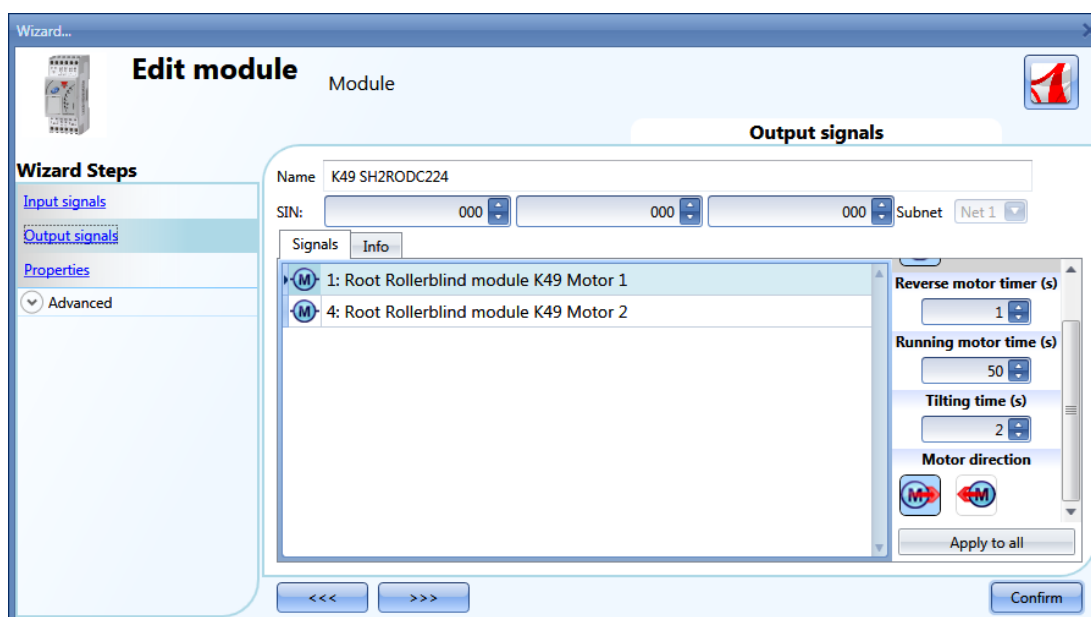 Wizard...
Edit module
Module
Output signals
Wizard Steps
Input signals
Output signals
Properties
Advanced
Name K49 SH2RODC224
SIN: 000 000 000 Subnet Net 1
Signals Info
1: Root Rollerblind module K49 Motor 1
4: Root Rollerblind module K49 Motor 2
Reverse motor timer (s)
1
Running motor time (s)
50
Tilting time (s)
2
Motor direction
M M
Apply to all
<<< >>> Confirm